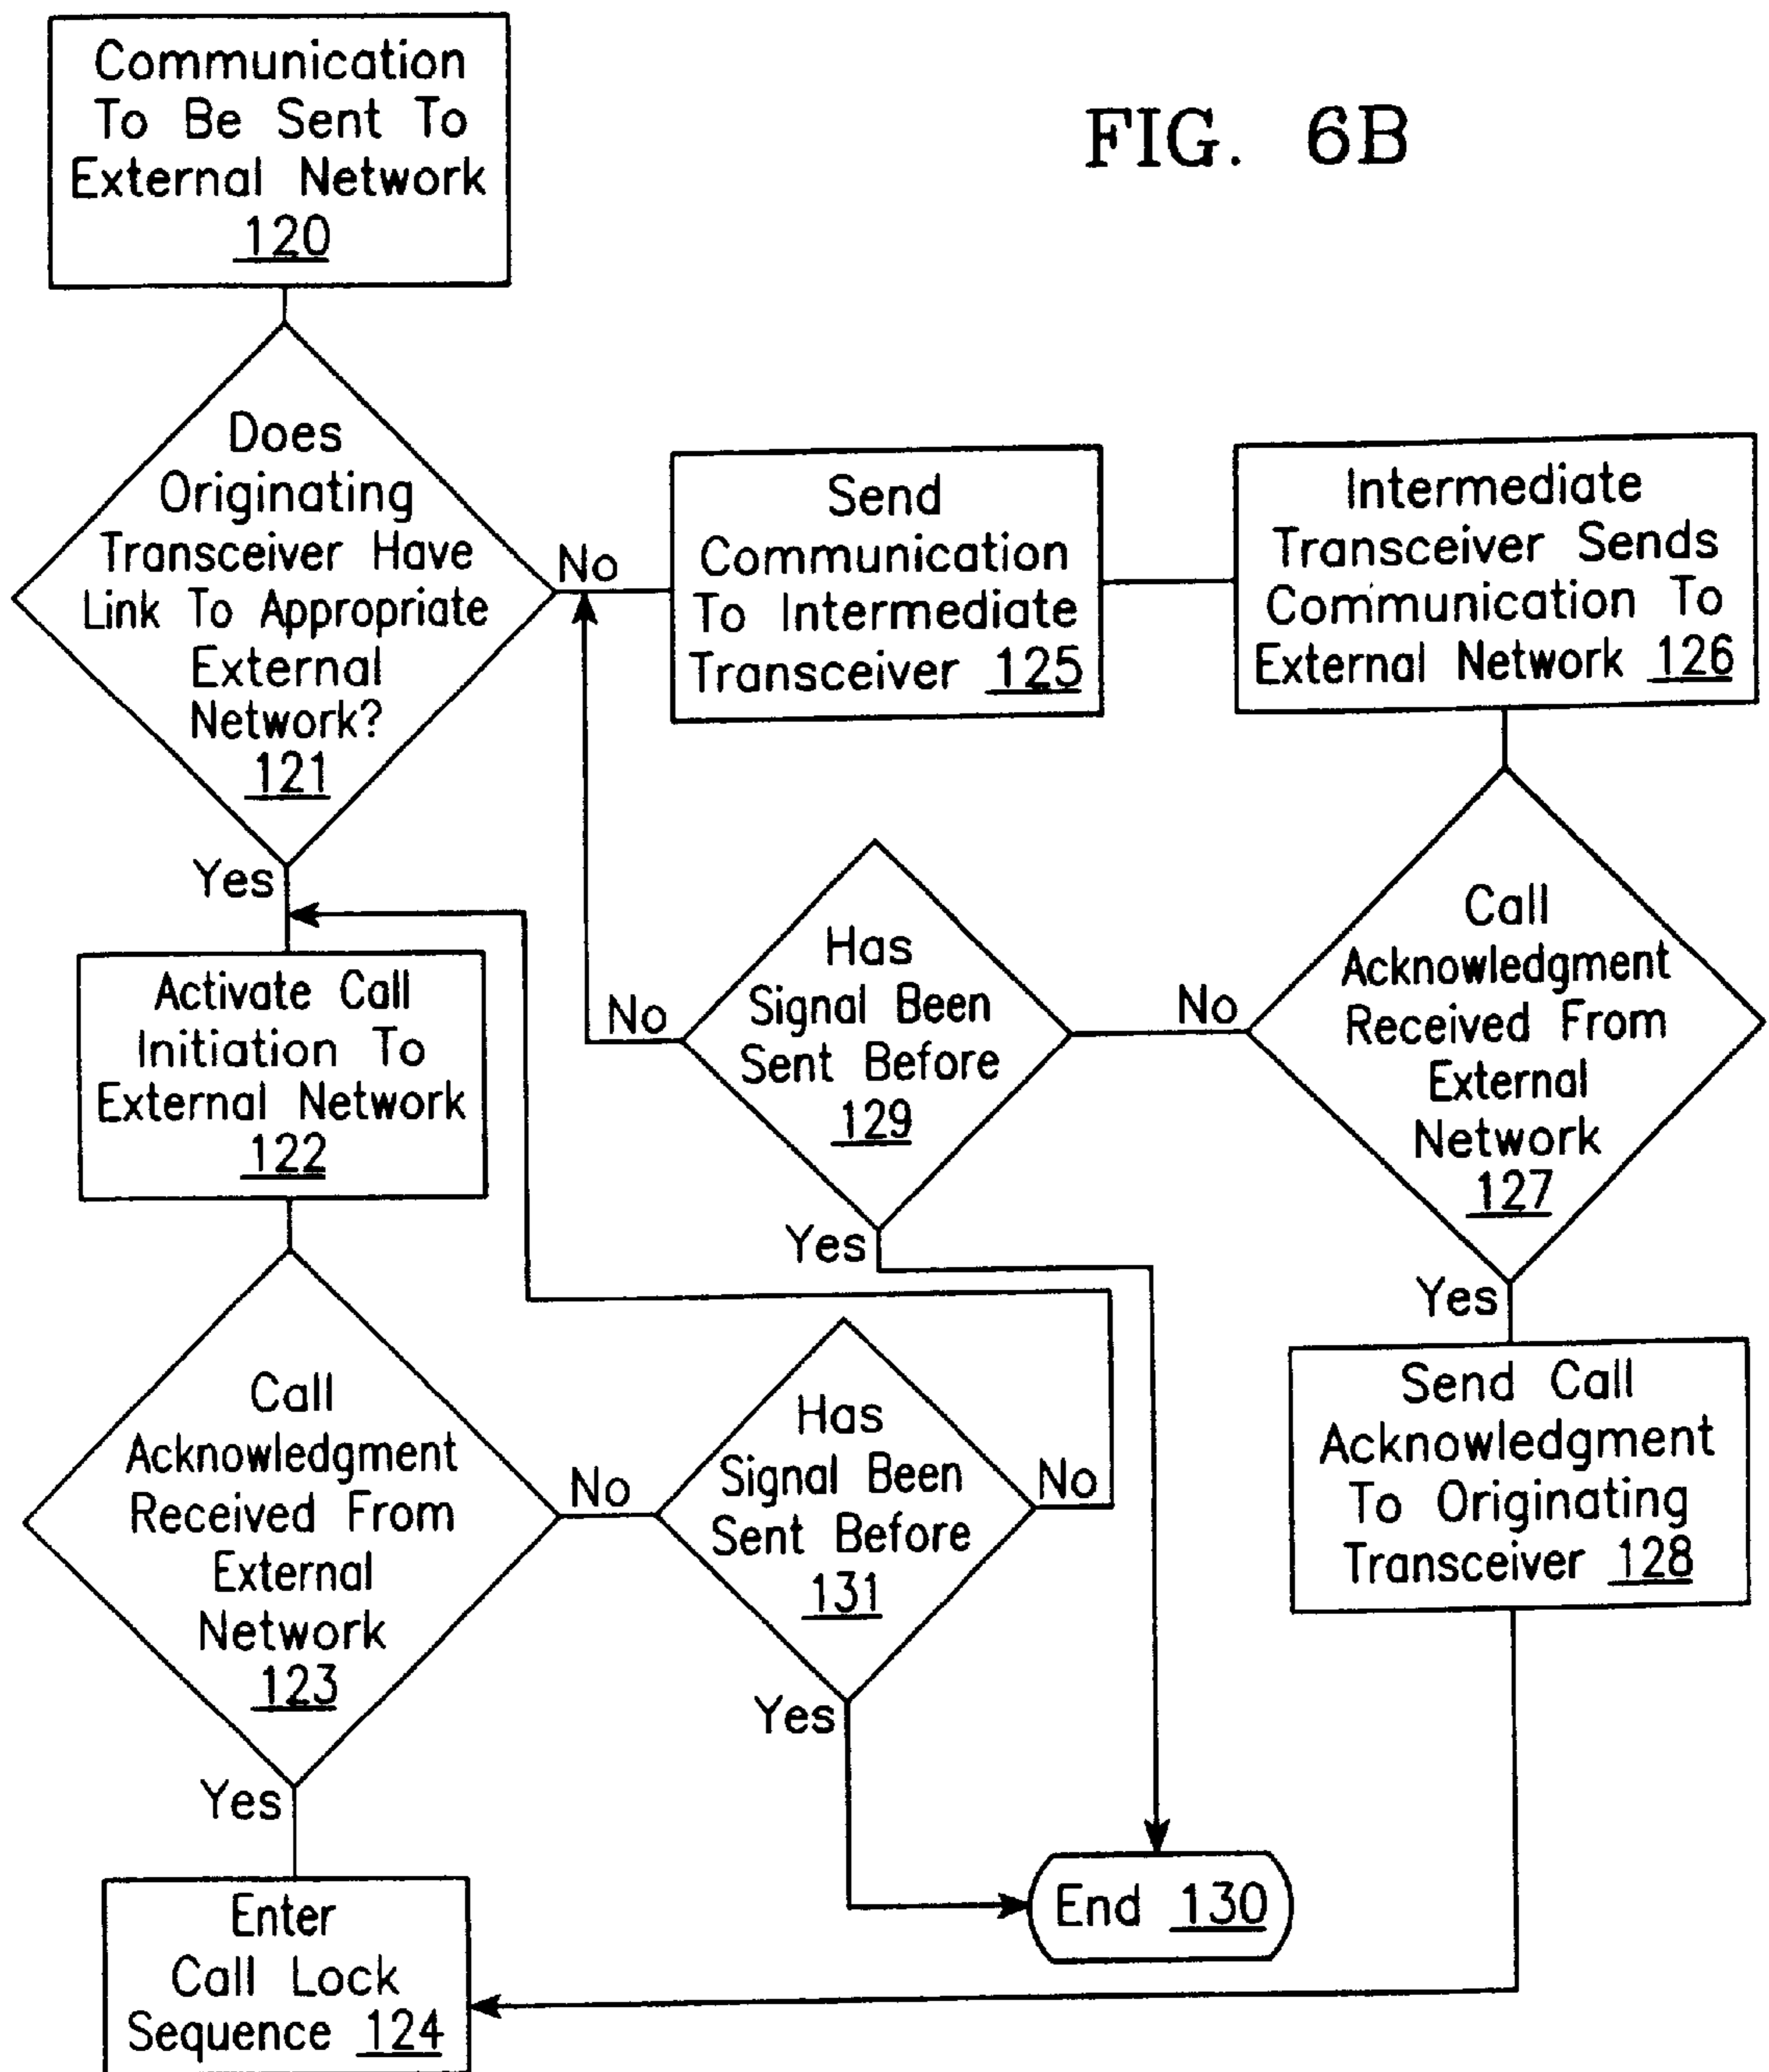 Communication
To Be Sent To
External Network
120
FIG. 6B
Does
Originating
Transceiver Have
Link To Appropriate
External
Network?
121
No
Yes
Send
Communication
To Intermediate
Transceiver 125
Intermediate
Transceiver Sends
Communication To
External Network 126
Call
Acknowledgment
Received From
External
Network
127
No
Yes
Has
Signal Been
Sent Before
129
No
Yes
Activate Call
Initiation To
External Network
122
Call
Acknowledgment
Received From
External
Network
123
No
Yes
Has
Signal Been
Sent Before
131
No
Yes
Send Call
Acknowledgment
To Originating
Transceiver 128
End 130
Enter
Call Lock
Sequence 124